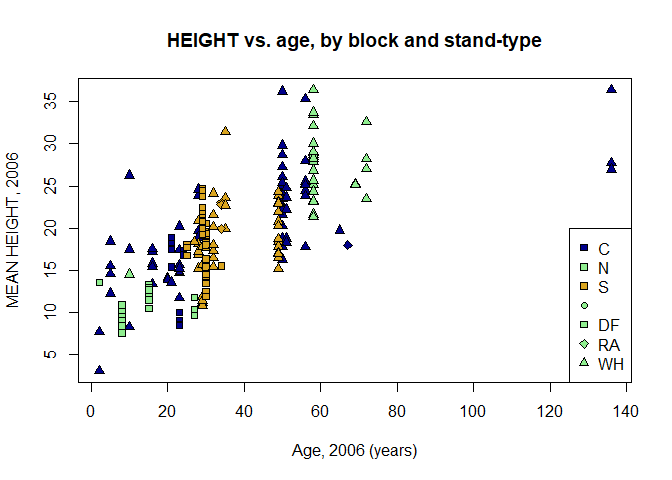 HEIGHT vs. age, by block and stand-type
MEAN HEIGHT, 2006
35
30
25
20
15
10
5
C
N
S
DF
RA
WH
0 20 40 60 80 100 120 140
Age, 2006 (years)